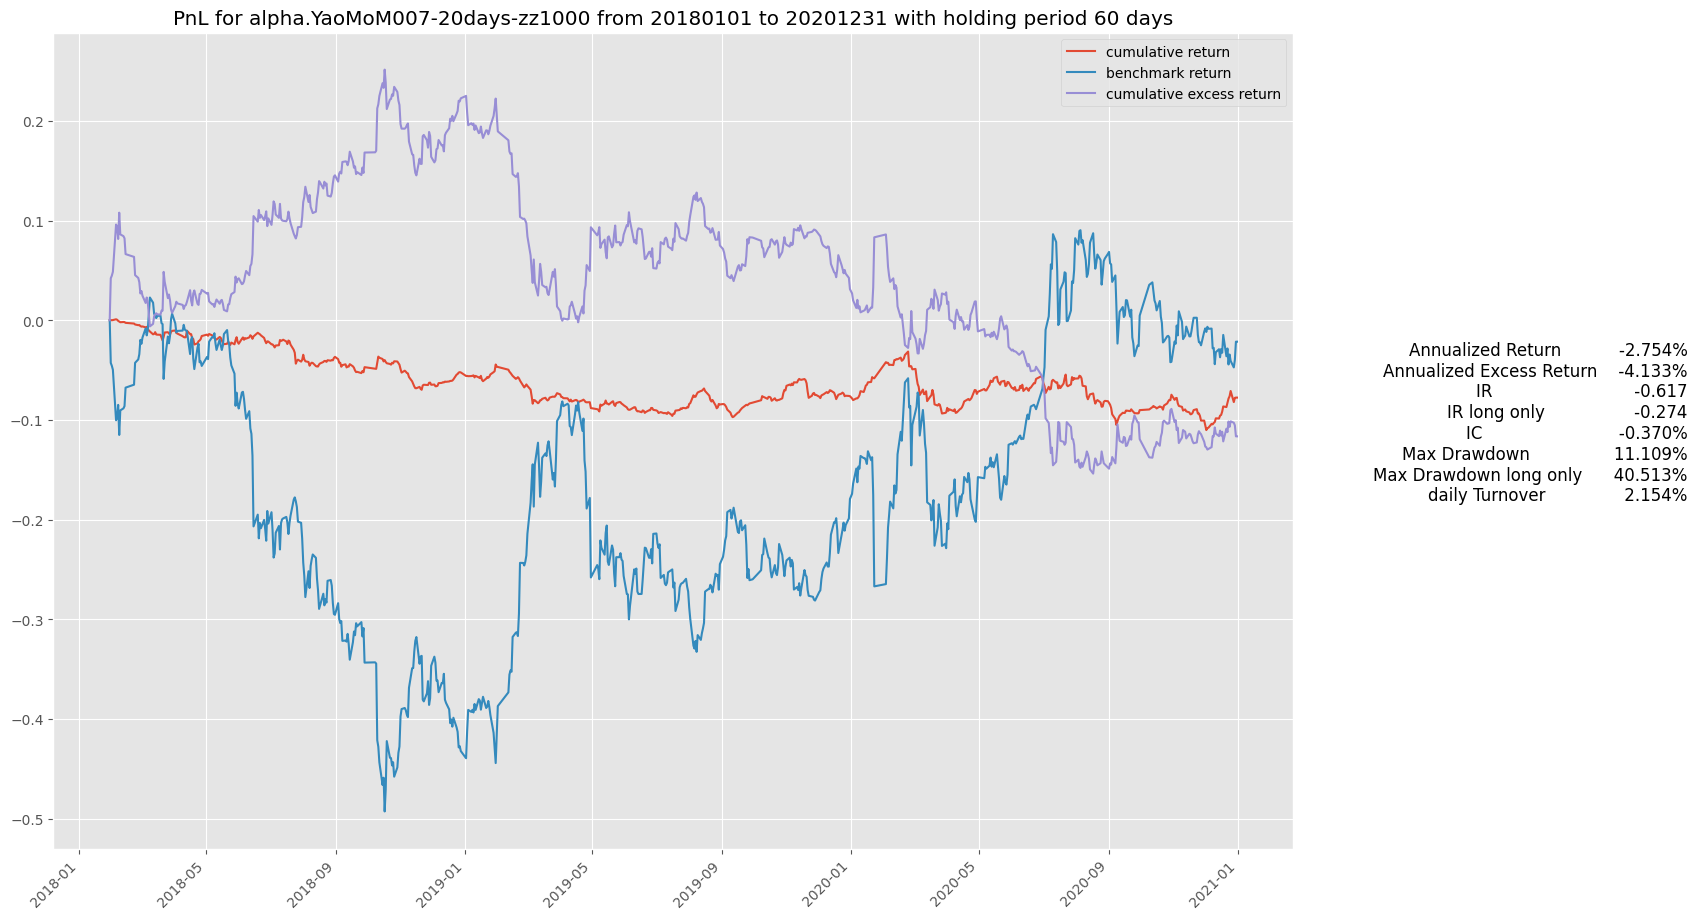 PnL for alpha.YaoMoM007-20days-zz1000 from 20180101 to 20201231 with holding period 60 days
cumulative return
benchmark return
cumulative excess return
0.2
0.1
0.0
−0.1
−0.2
−0.3
−0.4
−0.5
2018-01
2018-05
2018-09
2019-01
2019-05
2019-09
2020-01
2020-05
2020-09
2021-01
Annualized Return -2.754%
Annualized Excess Return -4.133%
IR -0.617
IR long only -0.274
IC -0.370%
Max Drawdown 11.109%
Max Drawdown long only 40.513%
daily Turnover 2.154%